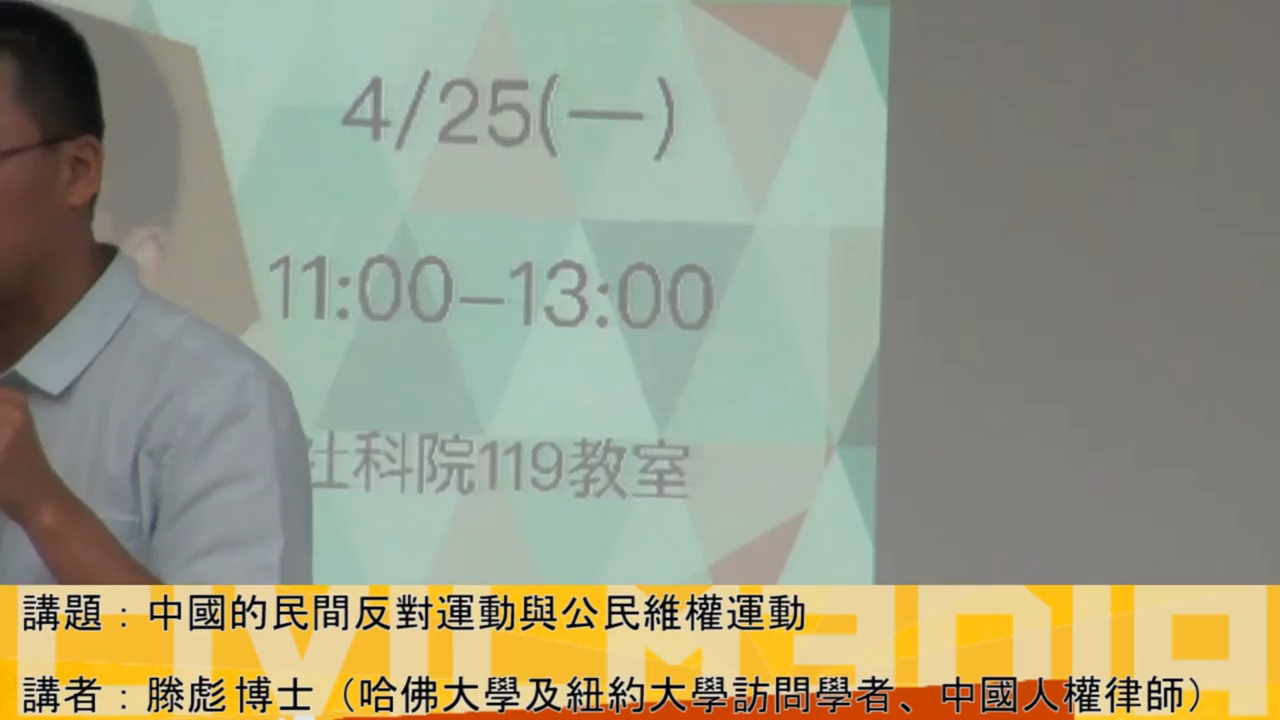 4/25(一)
11:00–13:00
社科院119教室
講題：中國的民間反對運動與公民維權運動
講者：滕彪博士（哈佛大學及紐約大學訪問學者、中國人權律師）
CIVIC MEDIA